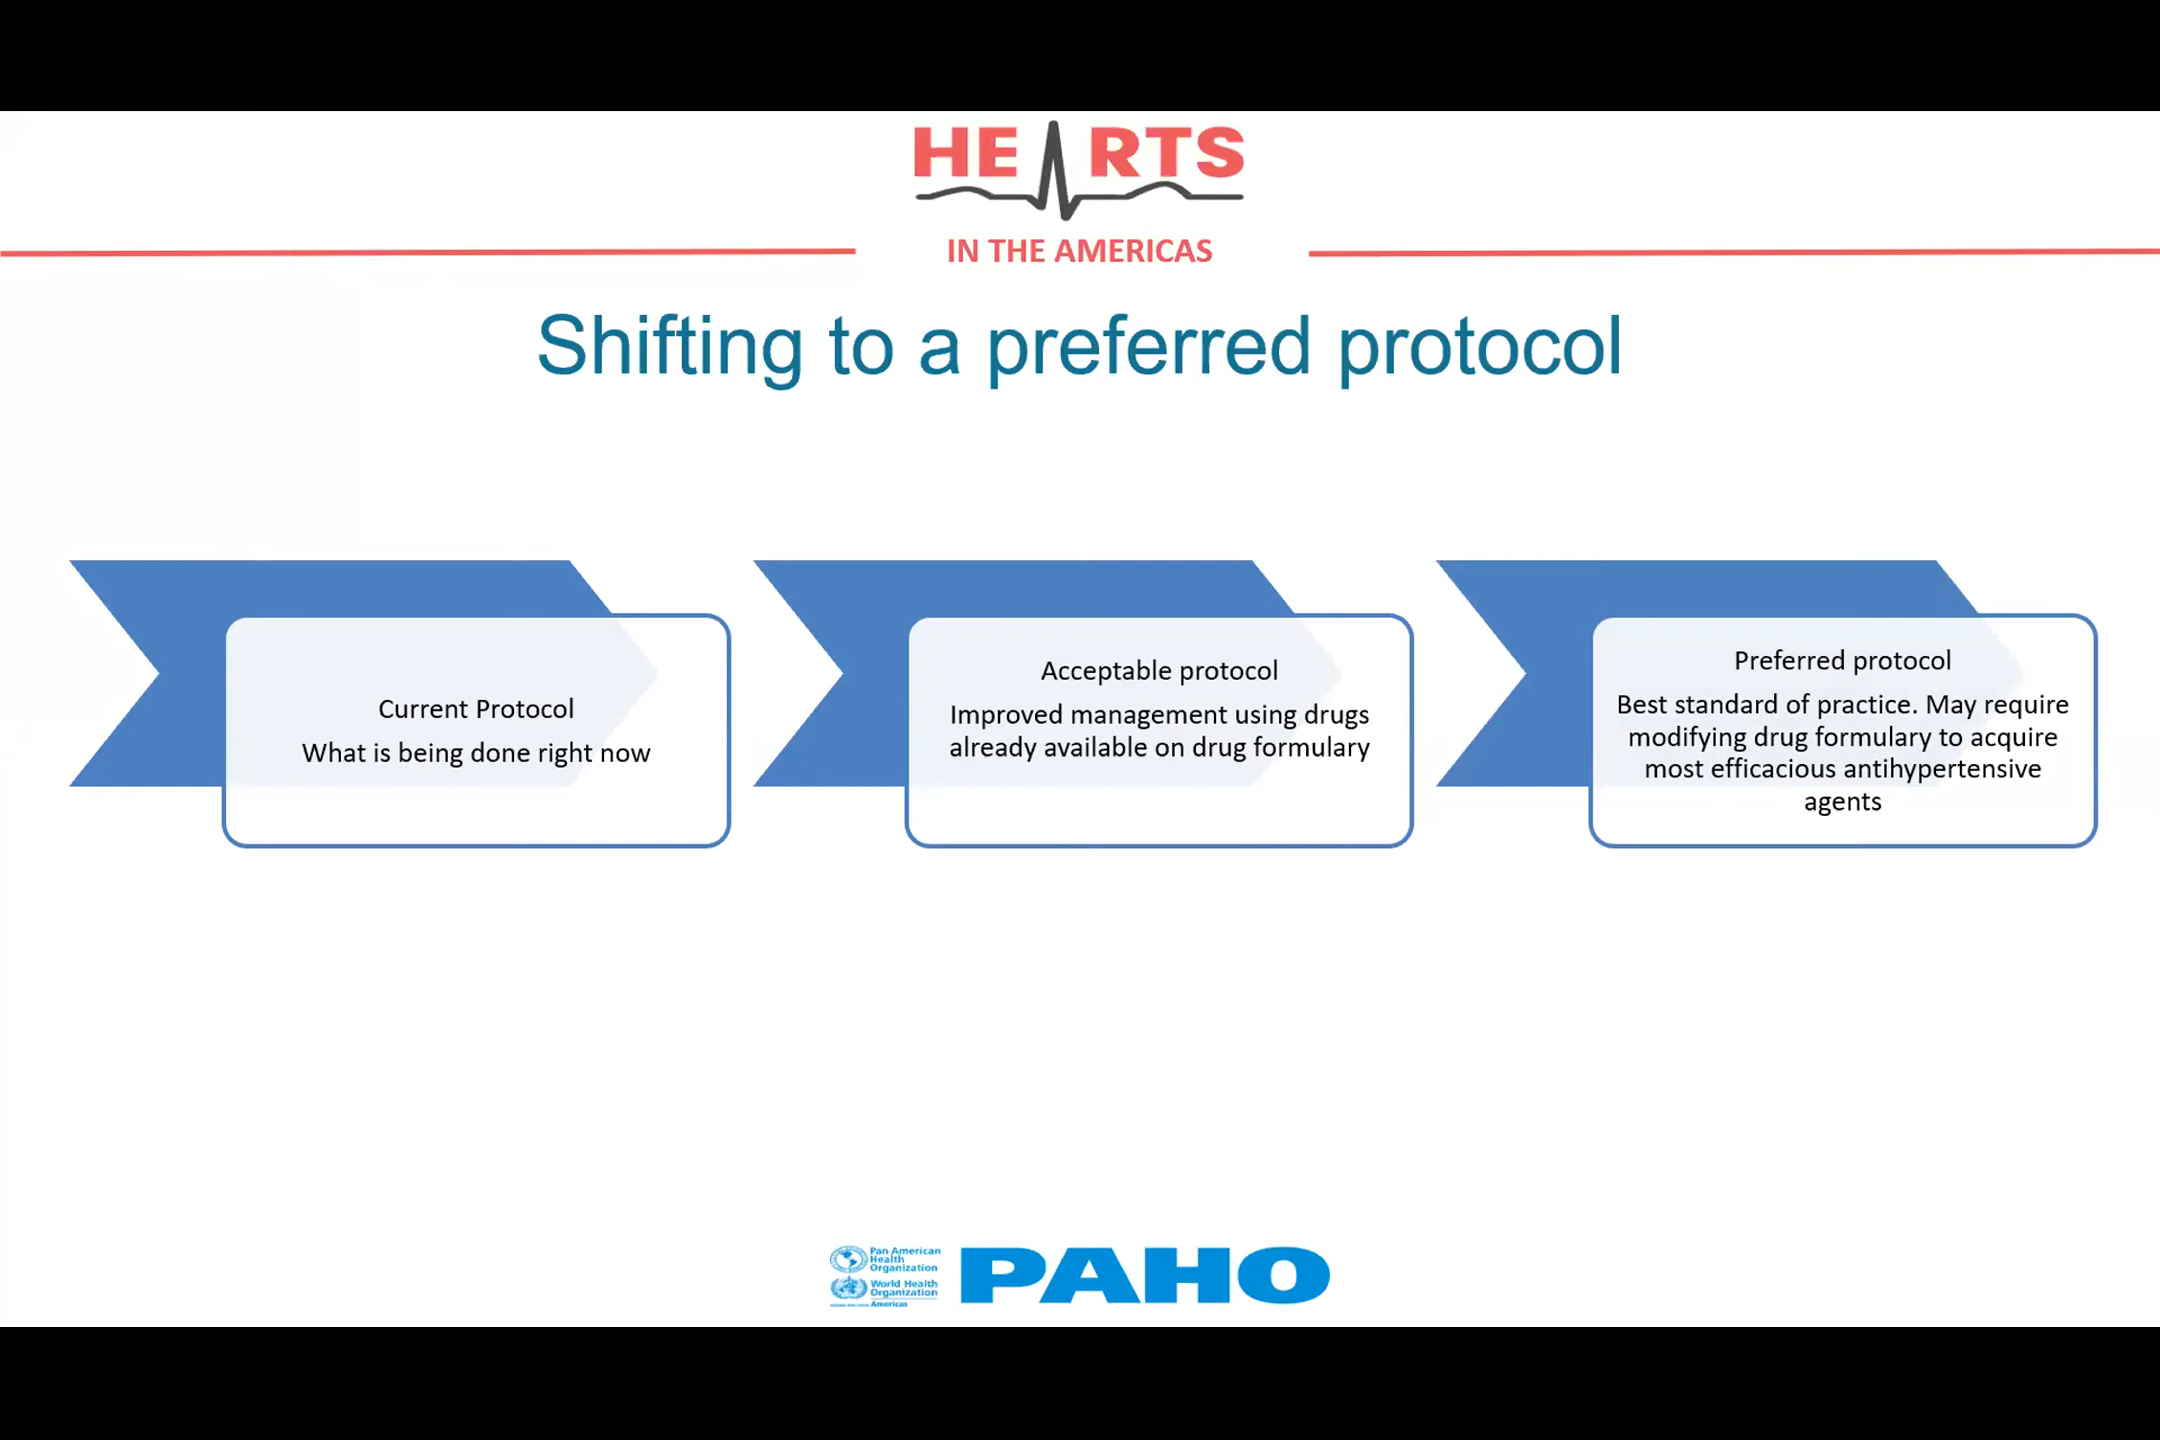 HEARTS
IN THE AMERICAS
Shifting to a preferred protocol
Current Protocol
What is being done right now
Acceptable protocol
Improved management using drugs
already available on drug formulary
Preferred protocol
Best standard of practice. May require
modifying drug formulary to acquire
most efficacious antihypertensive
agents
Pan American
Health
Organization
World Health
Organization
Americas
PAHO